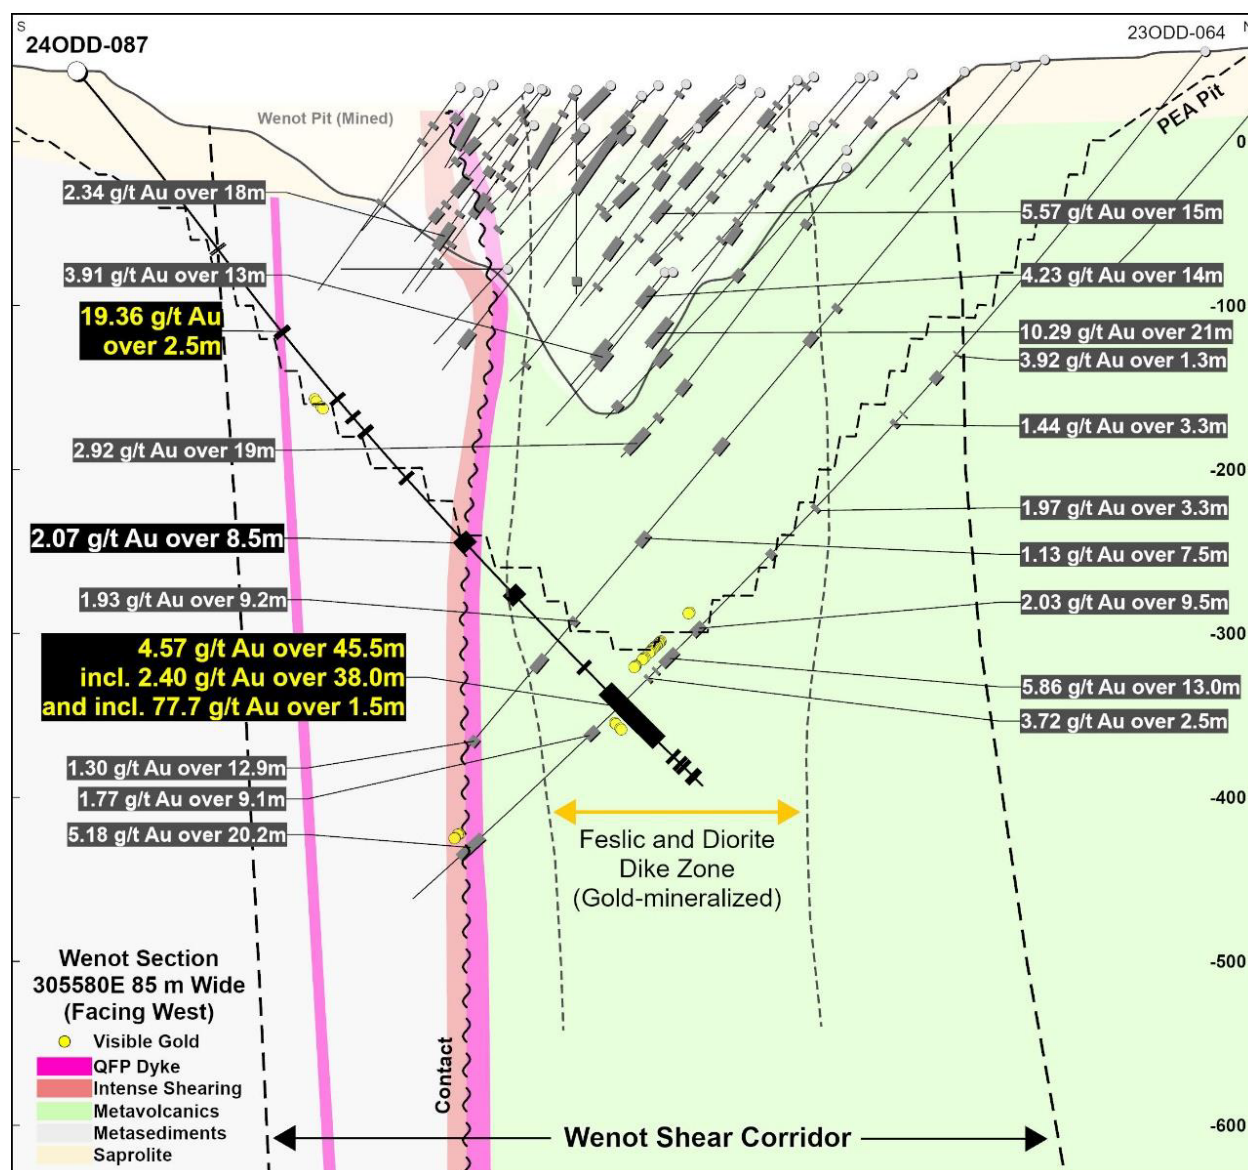 S
N
24ODD-087
23ODD-064
Wenot Pit (Mined)
PEA Pit
0
-100
-200
-300
-400
-500
-600
2.34 g/t Au over 18m
3.91 g/t Au over 13m
19.36 g/t Au
over 2.5m
2.92 g/t Au over 19m
2.07 g/t Au over 8.5m
1.93 g/t Au over 9.2m
4.57 g/t Au over 45.5m
incl. 2.40 g/t Au over 38.0m
and incl. 77.7 g/t Au over 1.5m
1.30 g/t Au over 12.9m
1.77 g/t Au over 9.1m
5.18 g/t Au over 20.2m
5.57 g/t Au over 15m
4.23 g/t Au over 14m
10.29 g/t Au over 21m
3.92 g/t Au over 1.3m
1.44 g/t Au over 3.3m
1.97 g/t Au over 3.3m
1.13 g/t Au over 7.5m
2.03 g/t Au over 9.5m
5.86 g/t Au over 13.0m
3.72 g/t Au over 2.5m
Feslic and Diorite
Dike Zone
(Gold-mineralized)
Wenot Section
305580E 85 m Wide
(Facing West)
Visible Gold
QFP Dyke
Intense Shearing
Metavolcanics
Metasediments
Saprolite
Contact
Wenot Shear Corridor